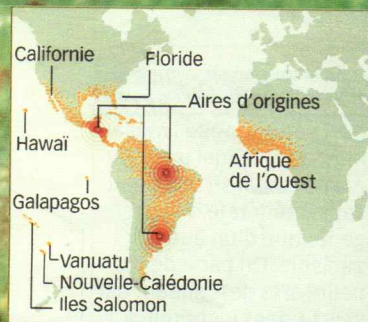 Californie
Floride
Aires d'origines
Hawaï
Afrique
de l'Ouest
Galapagos
Vanuatu
Nouvelle-Calédonie
Iles Salomon